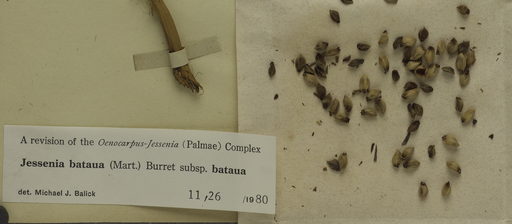 A revision of the Oenocarpus-Jessenia (Palmae) Complex
Jessenia bataua (Mart.) Burret subsp. bataua
det. Michael J. Balick 11,26 /1980